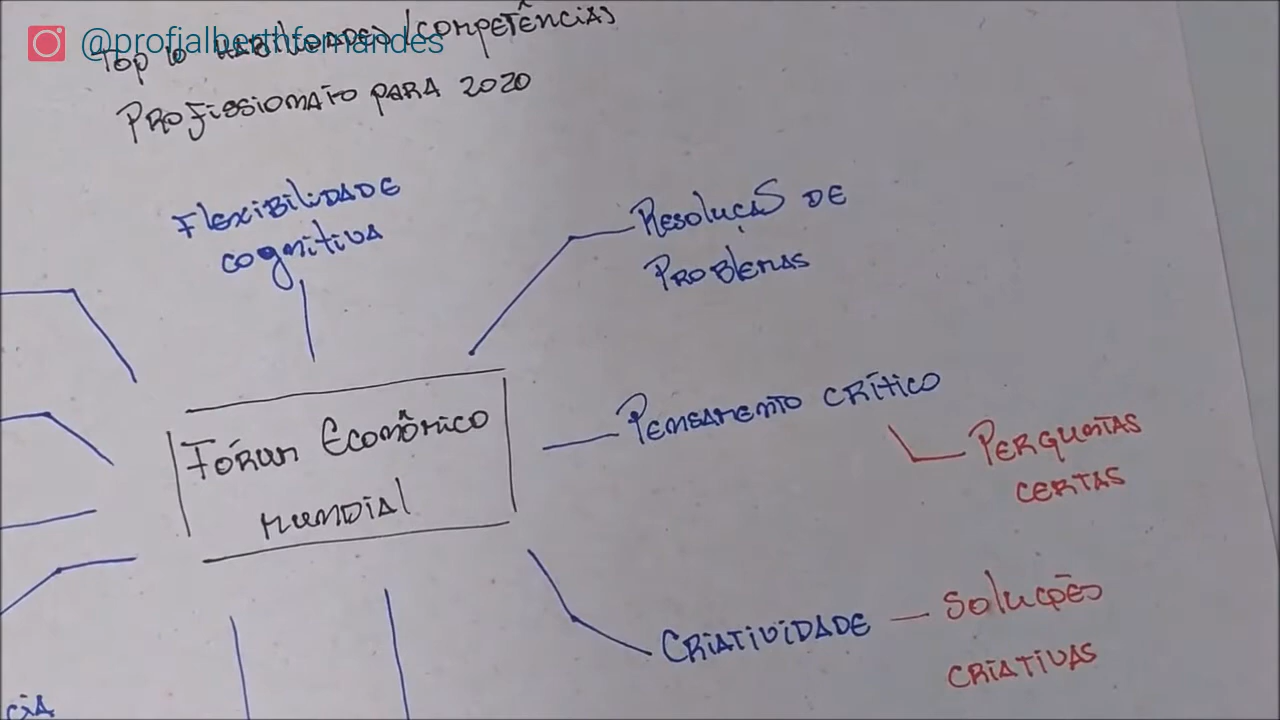 @profjalberthfernandes
Top 10 HABILIDADES/COMPETÊNCIAS
PROFISSIONAIS PARA 2020
FlexibiliDADE
cognitiva
Resolução DE
PROBLEMAS
FÓRUM ECONÔMICO
MUNDIAL
PENSAMENTO CRÍTICO
PERGUNTAS
CERTAS
CRIATIVIDADE
SOLUÇÕES
CRIATIVAS